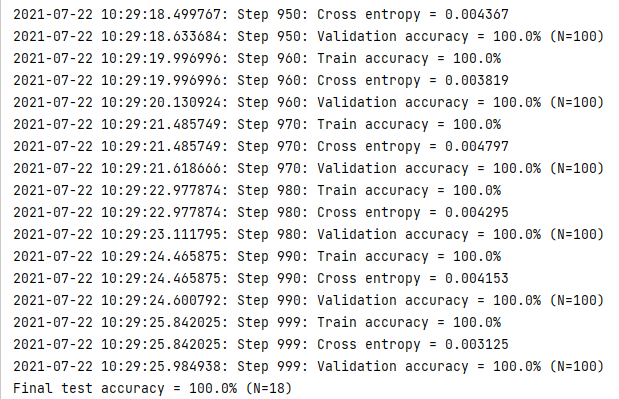 2021-07-22 10:29:18.499767: Step 950: Cross entropy = 0.004367
2021-07-22 10:29:18.633684: Step 950: Validation accuracy = 100.0% (N=100)
2021-07-22 10:29:19.996996: Step 960: Train accuracy = 100.0%
2021-07-22 10:29:19.996996: Step 960: Cross entropy = 0.003819
2021-07-22 10:29:20.130924: Step 960: Validation accuracy = 100.0% (N=100)
2021-07-22 10:29:21.485749: Step 970: Train accuracy = 100.0%
2021-07-22 10:29:21.485749: Step 970: Cross entropy = 0.004797
2021-07-22 10:29:21.618666: Step 970: Validation accuracy = 100.0% (N=100)
2021-07-22 10:29:22.977874: Step 980: Train accuracy = 100.0%
2021-07-22 10:29:22.977874: Step 980: Cross entropy = 0.004295
2021-07-22 10:29:23.111795: Step 980: Validation accuracy = 100.0% (N=100)
2021-07-22 10:29:24.465875: Step 990: Train accuracy = 100.0%
2021-07-22 10:29:24.465875: Step 990: Cross entropy = 0.004153
2021-07-22 10:29:24.600792: Step 990: Validation accuracy = 100.0% (N=100)
2021-07-22 10:29:25.842025: Step 999: Train accuracy = 100.0%
2021-07-22 10:29:25.842025: Step 999: Cross entropy = 0.003125
2021-07-22 10:29:25.984938: Step 999: Validation accuracy = 100.0% (N=100)
Final test accuracy = 100.0% (N=18)